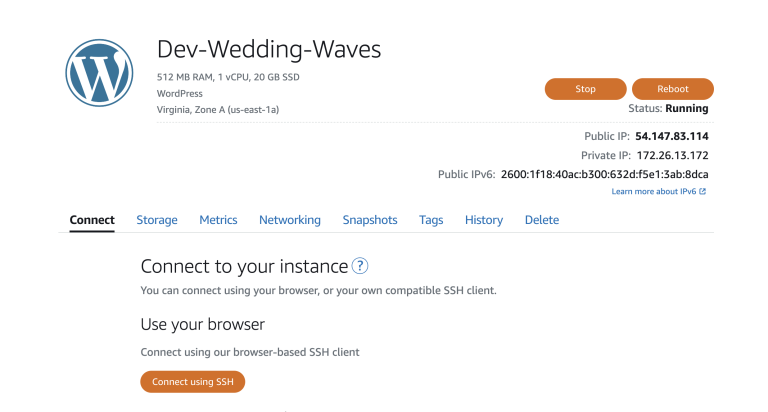 Dev-Wedding-Waves
512 MB RAM, 1 vCPU, 20 GB SSD
WordPress
Virginia, Zone A (us-east-1a)
Stop
Reboot
Status: Running
Public IP: 54.147.83.114
Private IP: 172.26.13.172
Public IPv6: 2600:1f18:40ac:b300:632d:f5e1:3ab:8dca
Learn more about IPv6
Connect Storage Metrics Networking Snapshots Tags History Delete
Connect to your instance ?
You can connect using your browser, or your own compatible SSH client.
Use your browser
Connect using our browser-based SSH client
Connect using SSH